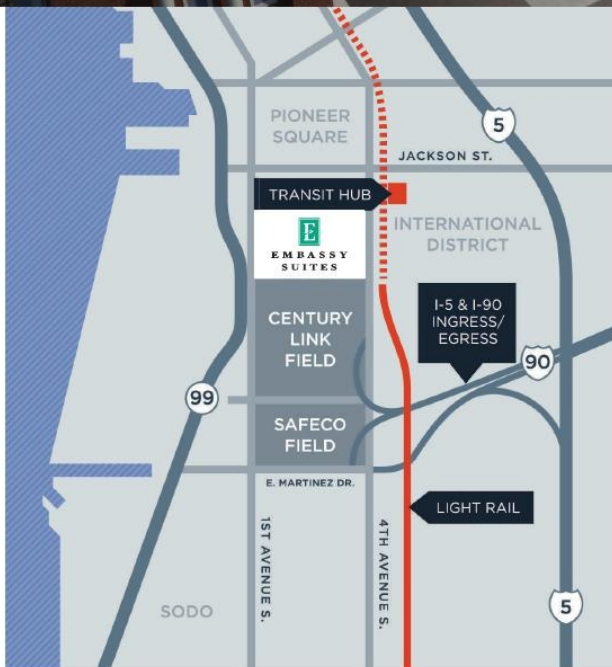 PIONEER
SQUARE
5
JACKSON ST.
TRANSIT HUB
E
EMBASSY
SUITES
INTERNATIONAL
DISTRICT
I-5 & I-90
INGRESS/
EGRESS
CENTURY
LINK
FIELD
90
99
SAFECO
FIELD
E. MARTINEZ DR.
LIGHT RAIL
1ST AVENUE S.
4TH AVENUE S.
SODO
5